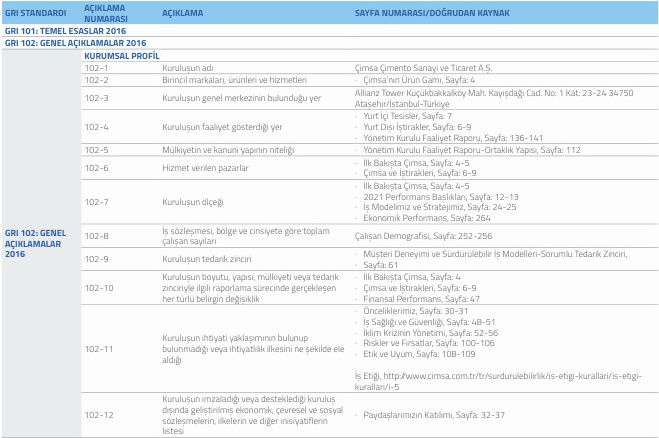 GRI STANDARDI
AÇIKLAMA
NUMARASI
AÇIKLAMA
SAYFA NUMARASI/DOĞRUDAN KAYNAK
GRI 101: TEMEL ESASLAR 2016
GRI 102: GENEL AÇIKLAMALAR 2016
GRI 102: GENEL
AÇIKLAMALAR
2016
KURUMSAL PROFİL
102-1
Kuruluşun adı
Çimsa Çimento Sanayi ve Ticaret A.Ş.
102-2
Birincil markaları, ürünleri ve hizmetleri
· Çimsa'nın Ürün Gamı, Sayfa: 4
102-3
Kuruluşun genel merkezinin bulunduğu yer
Allianz Tower Küçükbakkalköy Mah. Kayışdağı Cad. No: 1 Kat: 23-24 34750
Ataşehir/İstanbul-Türkiye
102-4
Kuruluşun faaliyet gösterdiği yer
· Yurt İçi Tesisler, Sayfa: 7
· Yurt Dışı İştirakler, Sayfa: 6-9
· Yönetim Kurulu Faaliyet Raporu, Sayfa: 136-141
102-5
Mülkiyetin ve kanuni yapının niteliği
· Yönetim Kurulu Faaliyet Raporu-Ortaklık Yapısı, Sayfa: 112
102-6
Hizmet verilen pazarlar
· İlk Bakışta Çimsa, Sayfa: 4-5
· Çimsa ve İştirakleri, Sayfa: 6-9
102-7
Kuruluşun ölçeği
· İlk Bakışta Çimsa, Sayfa: 4-5
· 2021 Performans Başlıkları, Sayfa: 12-13
· İş Modelimiz ve Stratejimiz, Sayfa: 24-25
· Ekonomik Performans, Sayfa: 264
102-8
İş sözleşmesi, bölge ve cinsiyete göre toplam
çalışan sayıları
Çalışan Demografisi, Sayfa: 252-256
102-9
Kuruluşun tedarik zinciri
· Müşteri Deneyimi ve Sürdürülebilir İş Modelleri-Sorumlu Tedarik Zinciri,
· Sayfa: 61
102-10
Kuruluşun boyutu, yapısı, mülkiyeti veya tedarik
zinciriyle ilgili raporlama sürecinde gerçekleşen
her türlü belirgin değişiklik
· İlk Bakışta Çimsa, Sayfa: 4
· Çimsa ve İştirakleri, Sayfa: 6-9
· Finansal Performans, Sayfa: 47
102-11
Kuruluşun ihtiyatı yaklaşımının bulunup
bulunmadığı veya ihtiyatlılık ilkesini ne şekilde ele
aldığı
· Önceliklerimiz, Sayfa: 30-31
· İş Sağlığı ve Güvenliği, Sayfa: 48-51
· İklim Krizinin Yönetimi, Sayfa: 52-56
· Riskler ve Fırsatlar, Sayfa: 100-106
· Etik ve Uyum, Sayfa: 108-109
İş Etiği, http://www.cimsa.com.tr/tr/surdurulebilirlik/is-etigi-kurallari/is-etigi-
kurallari/i-5
102-12
Kuruluşun imzaladığı veya desteklediği kuruluş
dışında geliştirilmiş ekonomik, çevresel ve sosyal
sözleşmelerin, ilkelerin ve diğer inisiyatiflerin
listesi
· Paydaşlarımızın Katılımı, Sayfa: 32-37